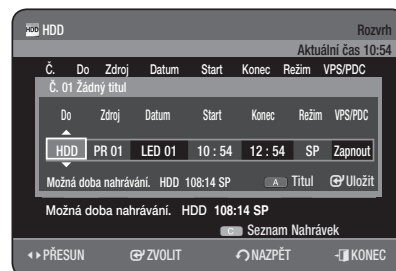 HDD HDD Rozvrh
Aktuální čas 10:54
Č. Do Zdroj Datum Start Konec Režim VPS/PDC
Č. 01 Žádný titul
Do Zdroj Datum Start Konec Režim VPS/PDC
HDD PR 01 LED 01 10 : 54 12 : 54 SP Zapnout
Možná doba nahrávání. HDD 108:14 SP A Titul Uložit
Možná doba nahrávání. HDD 108:14 SP
C Seznam Nahrávek
PŘESUN ZVOLIT NAZPĚT KONEC